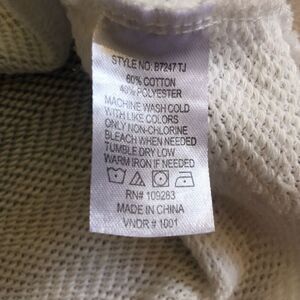 STYLE NO: B7247 TJ
60% COTTON
40% POLYESTER
MACHINE WASH COLD
WITH LIKE COLORS
ONLY NON-CHLORINE
BLEACH WHEN NEEDED
TUMBLE DRY LOW
WARM IRON IF NEEDED
RN# 109283
MADE IN CHINA
VNDR # 1001